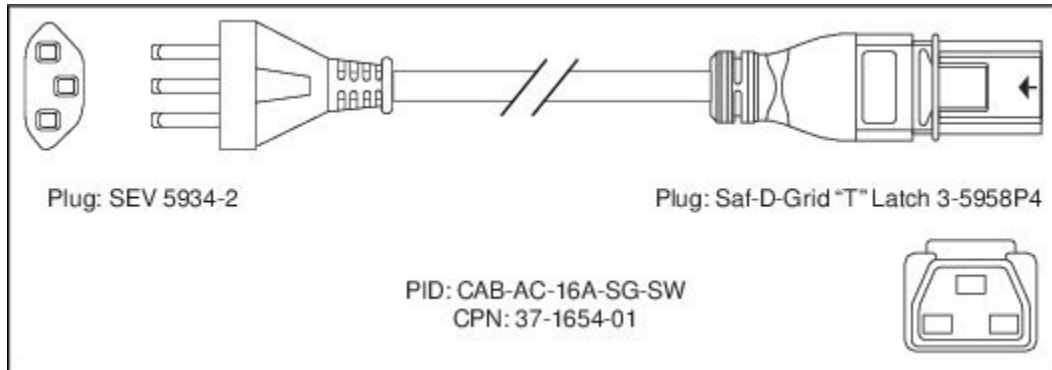 Plug: SEV 5934-2
Plug: Saf-D-Grid “T” Latch 3-5958P4
PID: CAB-AC-16A-SG-SW
CPN: 37-1654-01